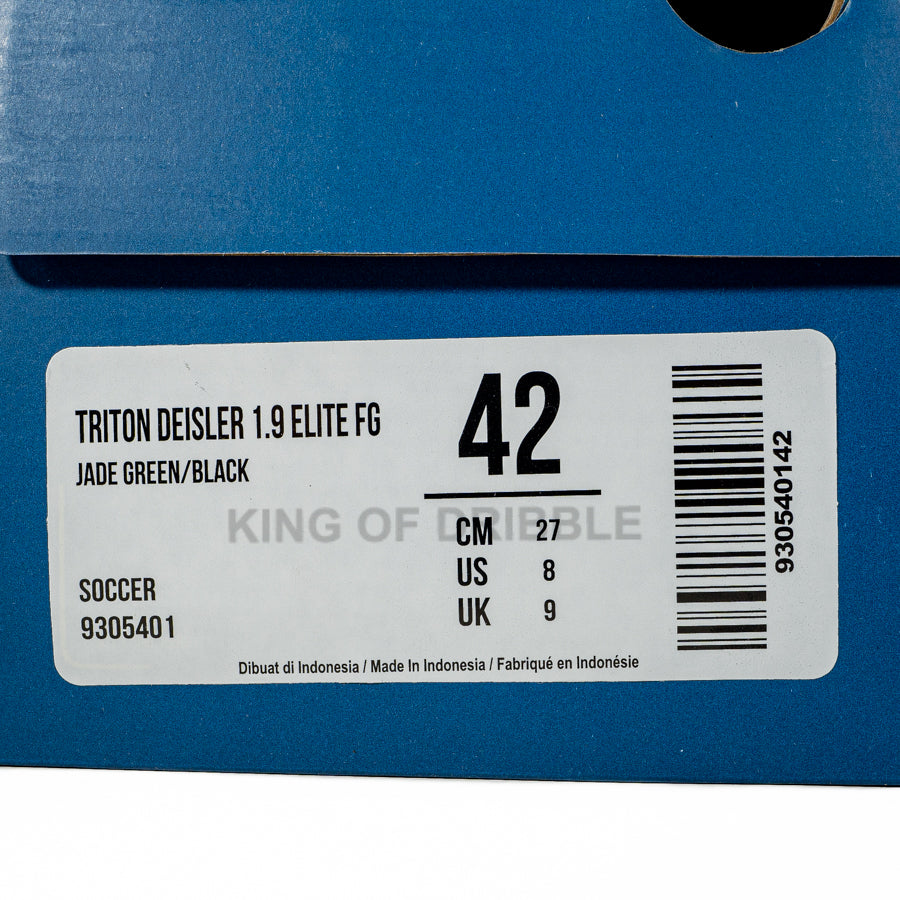 TRITON DEISLER 1.9 ELITE FG
JADE GREEN/BLACK
42
KING OF DRIBBLE
CM 27
US 8
UK 9
SOCCER
9305401
Dibuat di Indonesia / Made In Indonesia / Fabriqué en Indonésie
930540142